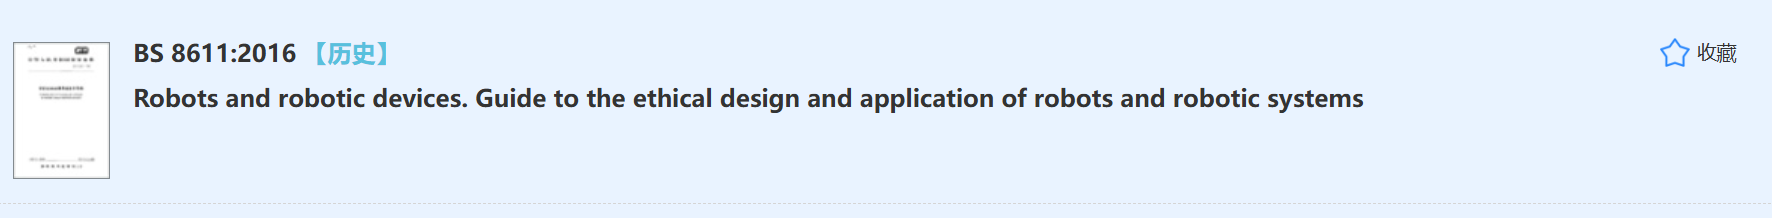 BS 8611:2016 【历史】
收藏
Robots and robotic devices. Guide to the ethical design and application of robots and robotic systems